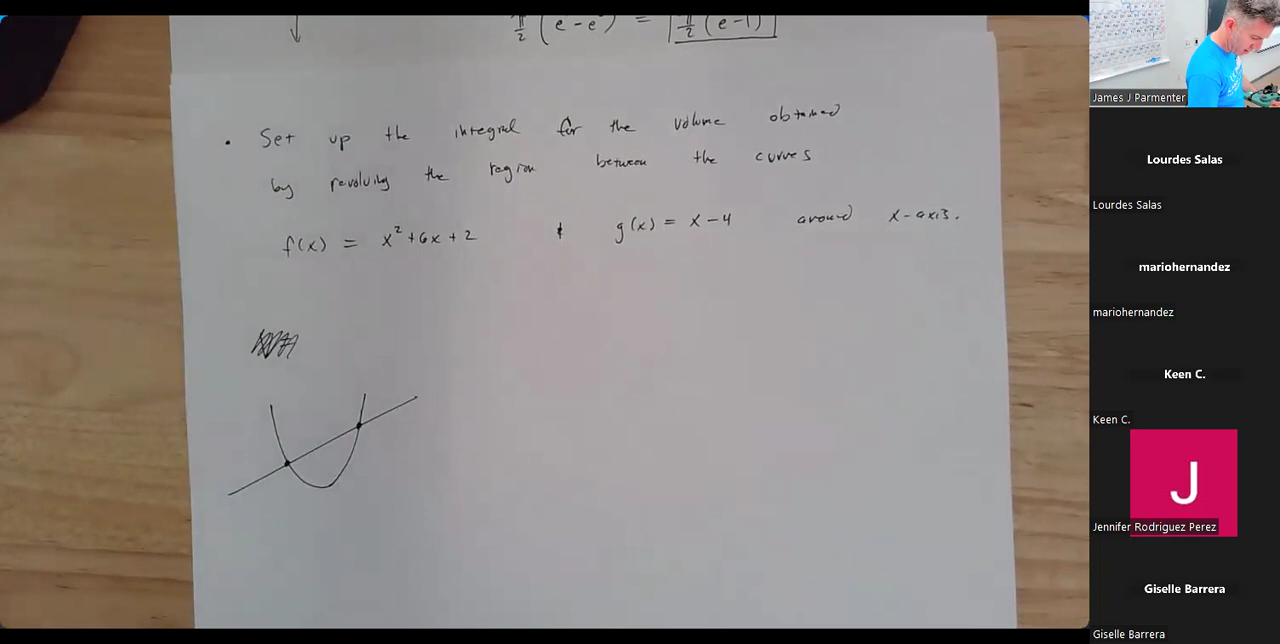 π/2 (e - e⁰) = π/2 (e-1)
James J Parmenter
• Set up the integral for the volume obtained
by revolving the region between the curves
f(x) = x² + 6x + 2 & g(x) = x - 4 around x-axis.
Lourdes Salas
Lourdes Salas
mariohernandez
mariohernandez
Keen C.
Keen C.
J
Jennifer Rodriguez Perez
Giselle Barrera
Giselle Barrera